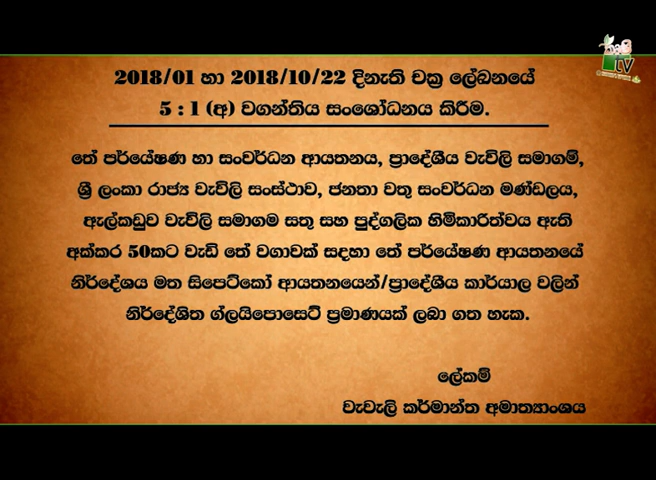 2018/01 හා 2018/10/22 දිනැති චක්‍ර ලේඛනයේ
5 : 1 (අ) වගන්තිය සංශෝධනය කිරීම.
තේ පර්යේෂණ හා සංවර්ධන ආයතනය, ප්‍රාදේශීය වැවිලි සමාගම්,
ශ්‍රී ලංකා රාජ්‍ය වැවිලි සංස්ථාව, ජනතා වතු සංවර්ධන මණ්ඩලය,
ඇල්කඩුව වැවිලි සමාගම සතු සහ පුද්ගලික හිමිකාරිත්වය ඇති
අක්කර 50කට වැඩි තේ වගාවක් සදහා තේ පර්යේෂණ ආයතනයේ
නිර්දේශය මත සිපෙට්කෝ ආයතනයෙන්/ප්‍රාදේශීය කාර්යාල වලින්
නිර්දේශිත ග්ලයිපොසෙට් ප්‍රමාණයක් ලබා ගත හැක.
ලේකම්
වැවැලි කර්මාන්ත අමාත්‍යාංශය
tv